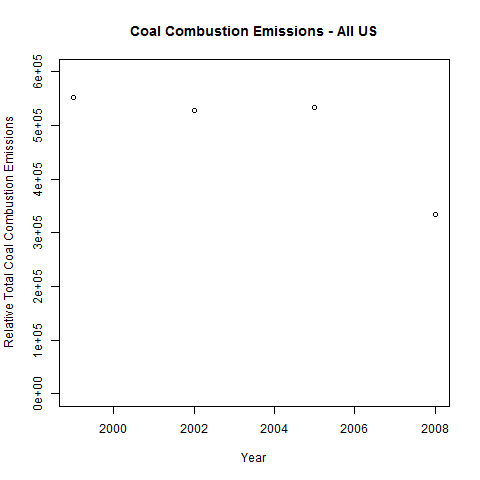 Coal Combustion Emissions - All US
Relative Total Coal Combustion Emissions
6e+05
5e+05
4e+05
3e+05
2e+05
1e+05
0e+00
2000 2002 2004 2006 2008
Year